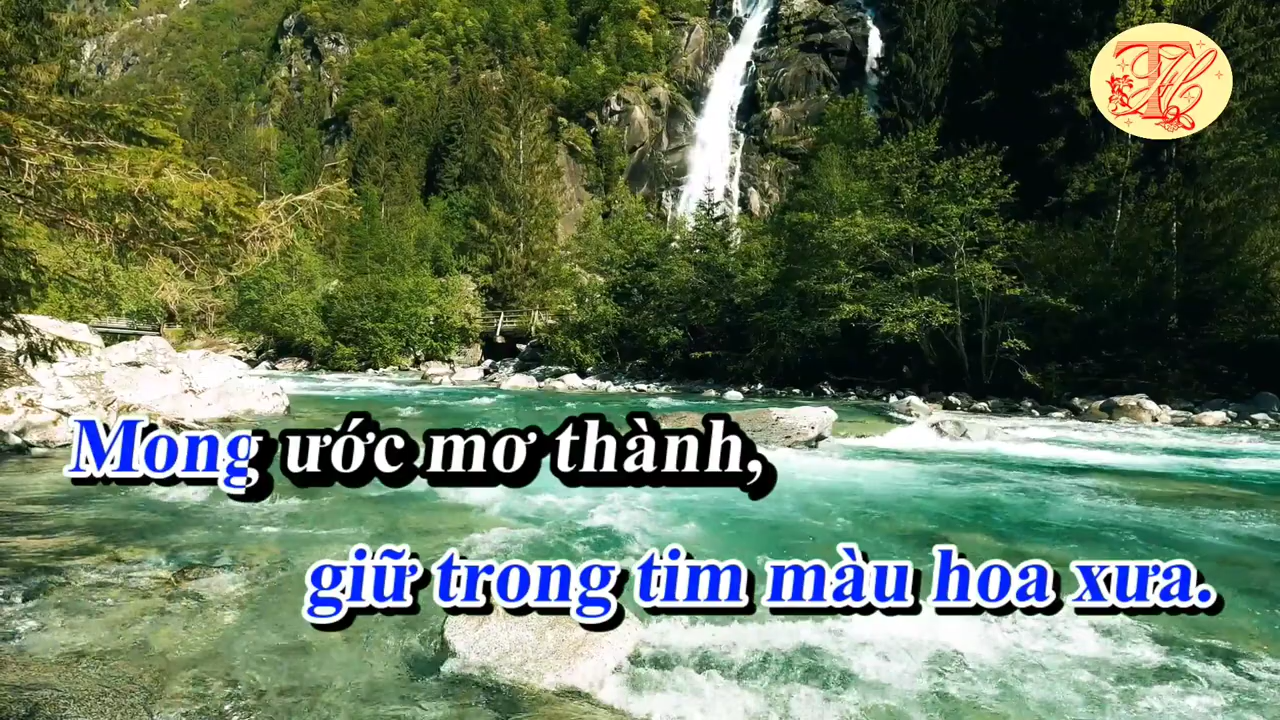 Mong ước mơ thành,
giữ trong tim màu hoa xưa.